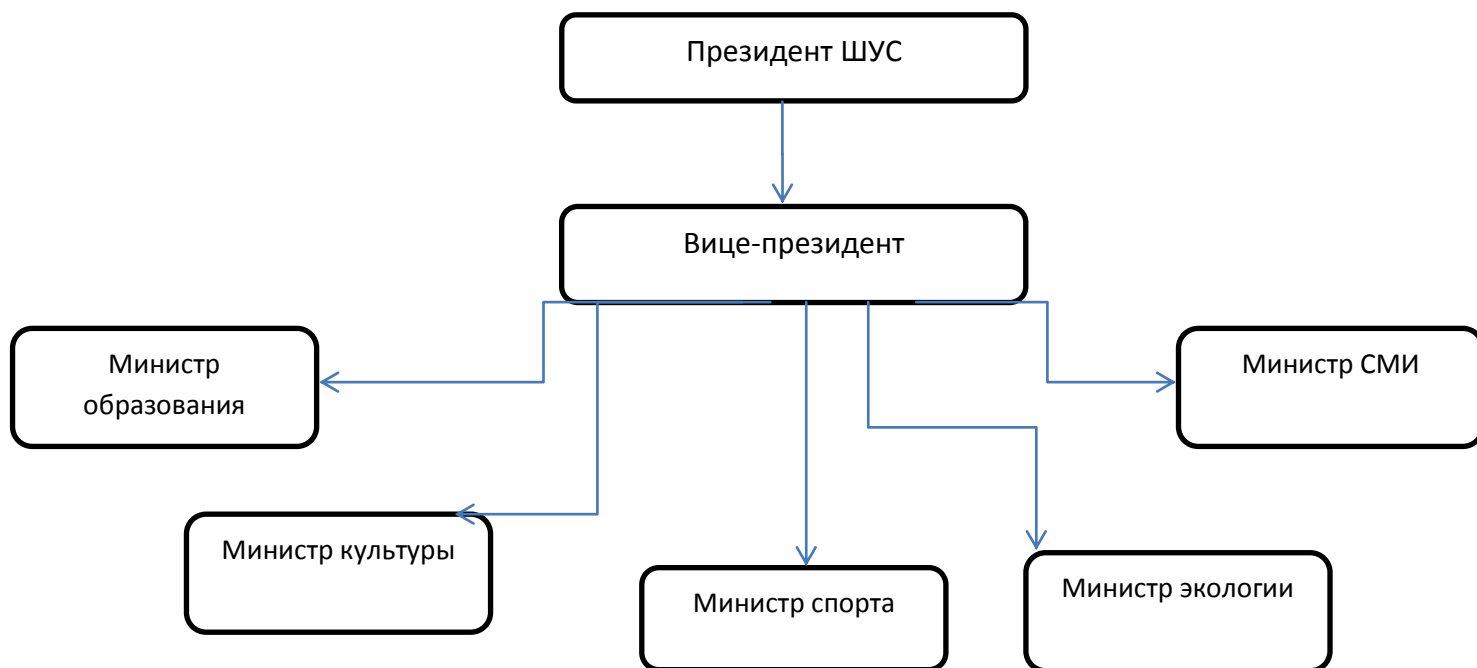 Президент ШУС
Вице-президент
Министр
образования
Министр СМИ
Министр культуры
Министр спорта
Министр экологии